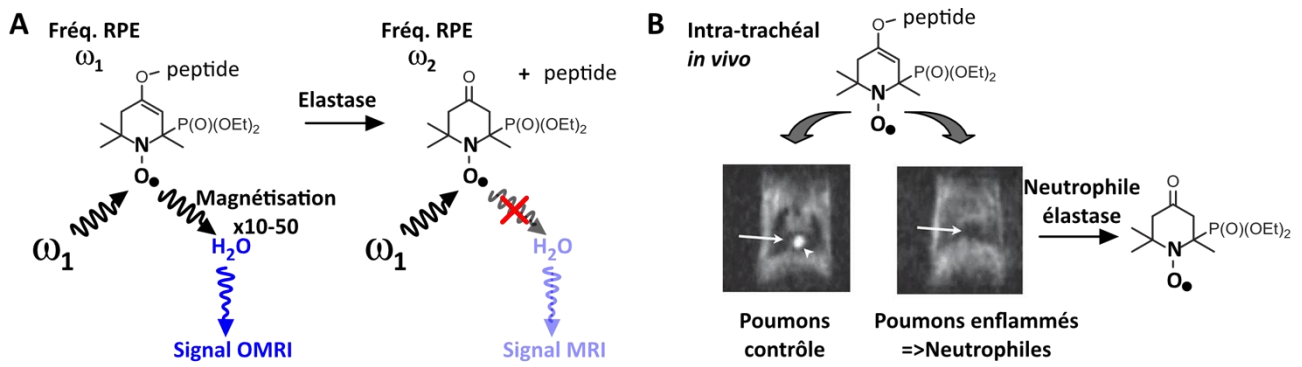 A
Fréq. RPE
ω1
O
peptide
P(O)(OEt)2
N
O•
Elastase
Fréq. RPE
ω2
+ peptide
O
P(O)(OEt)2
N
O•
Magnétisation
x10-50
ω1
H2O
Signal OMRI
ω1
H2O
Signal MRI
B
Intra-trachéal
in vivo
peptide
O
P(O)(OEt)2
N
O•
Neutrophile
élastase
O
P(O)(OEt)2
N
O•
Poumons
contrôle
Poumons enflammés
=>Neutrophiles